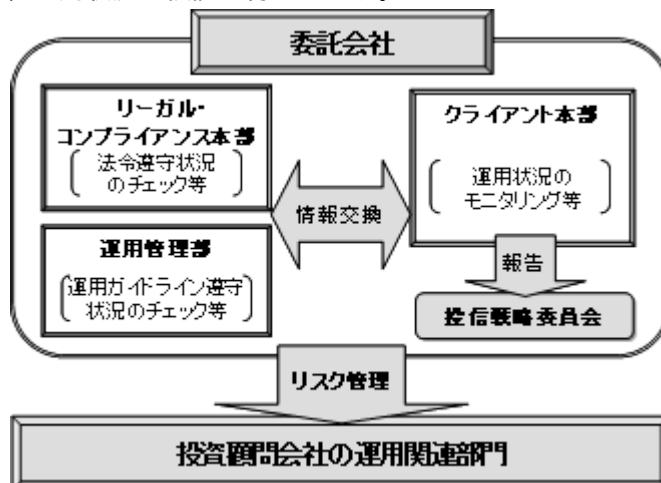 委託会社
リーガル・
コンプライアンス本部
法令遵守状況
のチェック等
運用管理部
運用ガイドライン遵守
状況のチェック等
情報交換
クライアント本部
運用状況の
モニタリング等
報告
投信戦略委員会
リスク管理
投資顧問会社の運用関連部門